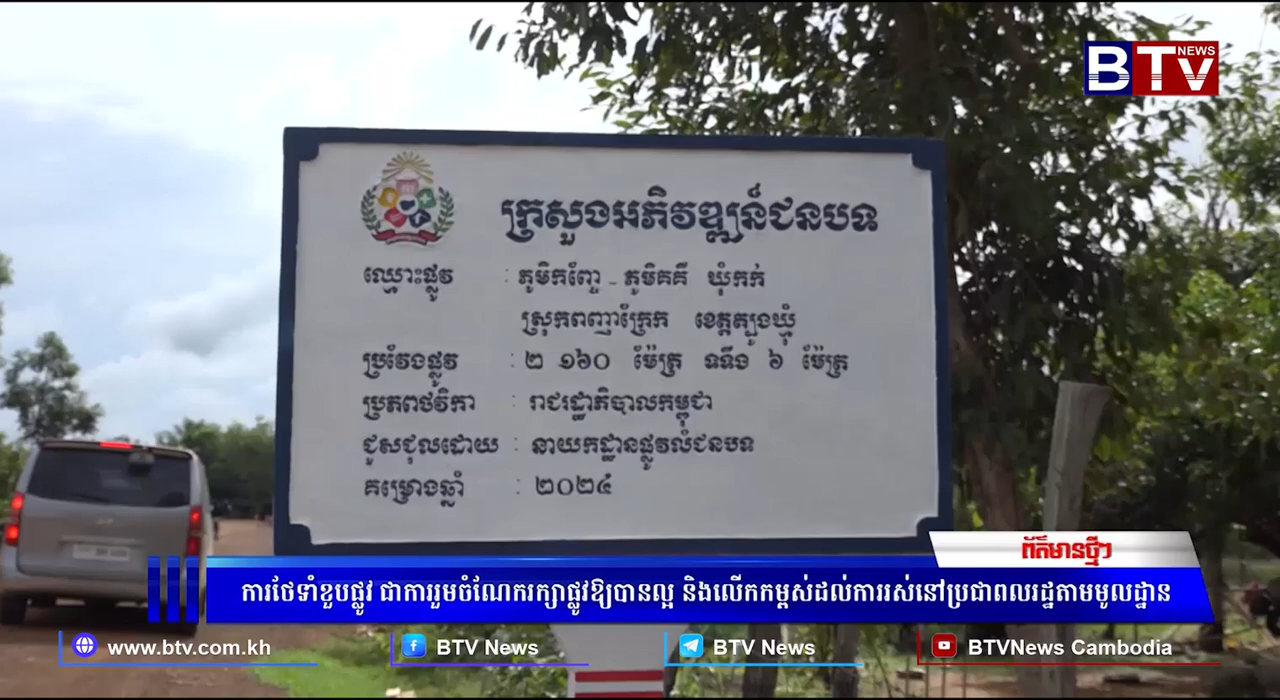 BTV NEWS
ក្រសួងអភិវឌ្ឍន៍ជនបទ
ឈ្មោះផ្លូវ : ភូមិកញ្ចែ - ភូមិគគី ឃុំកក់
ស្រុកពញាក្រែក ខេត្តត្បូងឃ្មុំ
ប្រវែងផ្លូវ : ២ ១៦០ ម៉ែត្រ ទទឹង ៦ ម៉ែត្រ
ប្រភពថវិកា : រាជរដ្ឋាភិបាលកម្ពុជា
ជួសជុលដោយ : នាយកដ្ឋានផ្លូវលំជនបទ
គម្រោងឆ្នាំ : ២០២៤
ព័ត៌មានថ្មីៗ
ការថែទាំខួបផ្លូវ ជាការរួមចំណែករក្សាផ្លូវឱ្យបានល្អ និងលើកកម្ពស់ដល់ការរស់នៅប្រជាពលរដ្ឋតាមមូលដ្ឋាន
www.btv.com.kh BTV News BTV News BTVNews Cambodia